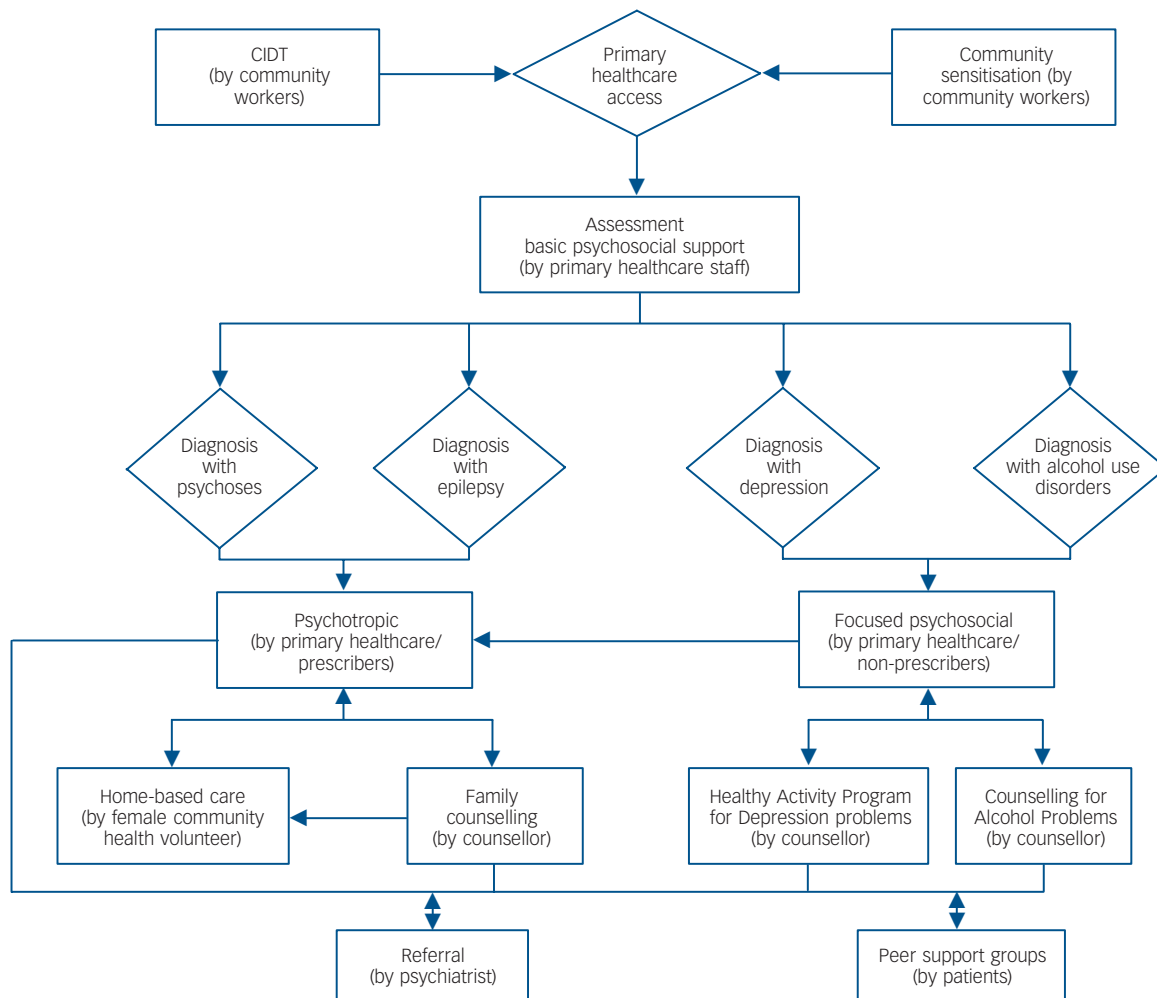 CIDT
(by community
workers)
Primary
healthcare
access
Community
sensitisation (by
community workers)
Assessment
basic psychosocial support
(by primary healthcare staff)
Diagnosis
with
psychoses
Diagnosis
with
epilepsy
Diagnosis
with
depression
Diagnosis
with alcohol use
disorders
Psychotropic
(by primary healthcare/
prescribers)
Focused psychosocial
(by primary healthcare/
non-prescribers)
Home-based care
(by female community
health volunteer)
Family
counselling
(by counsellor)
Healthy Activity Program
for Depression problems
(by counsellor)
Counselling for
Alcohol Problems
(by counsellor)
Referral
(by psychiatrist)
Peer support groups
(by patients)